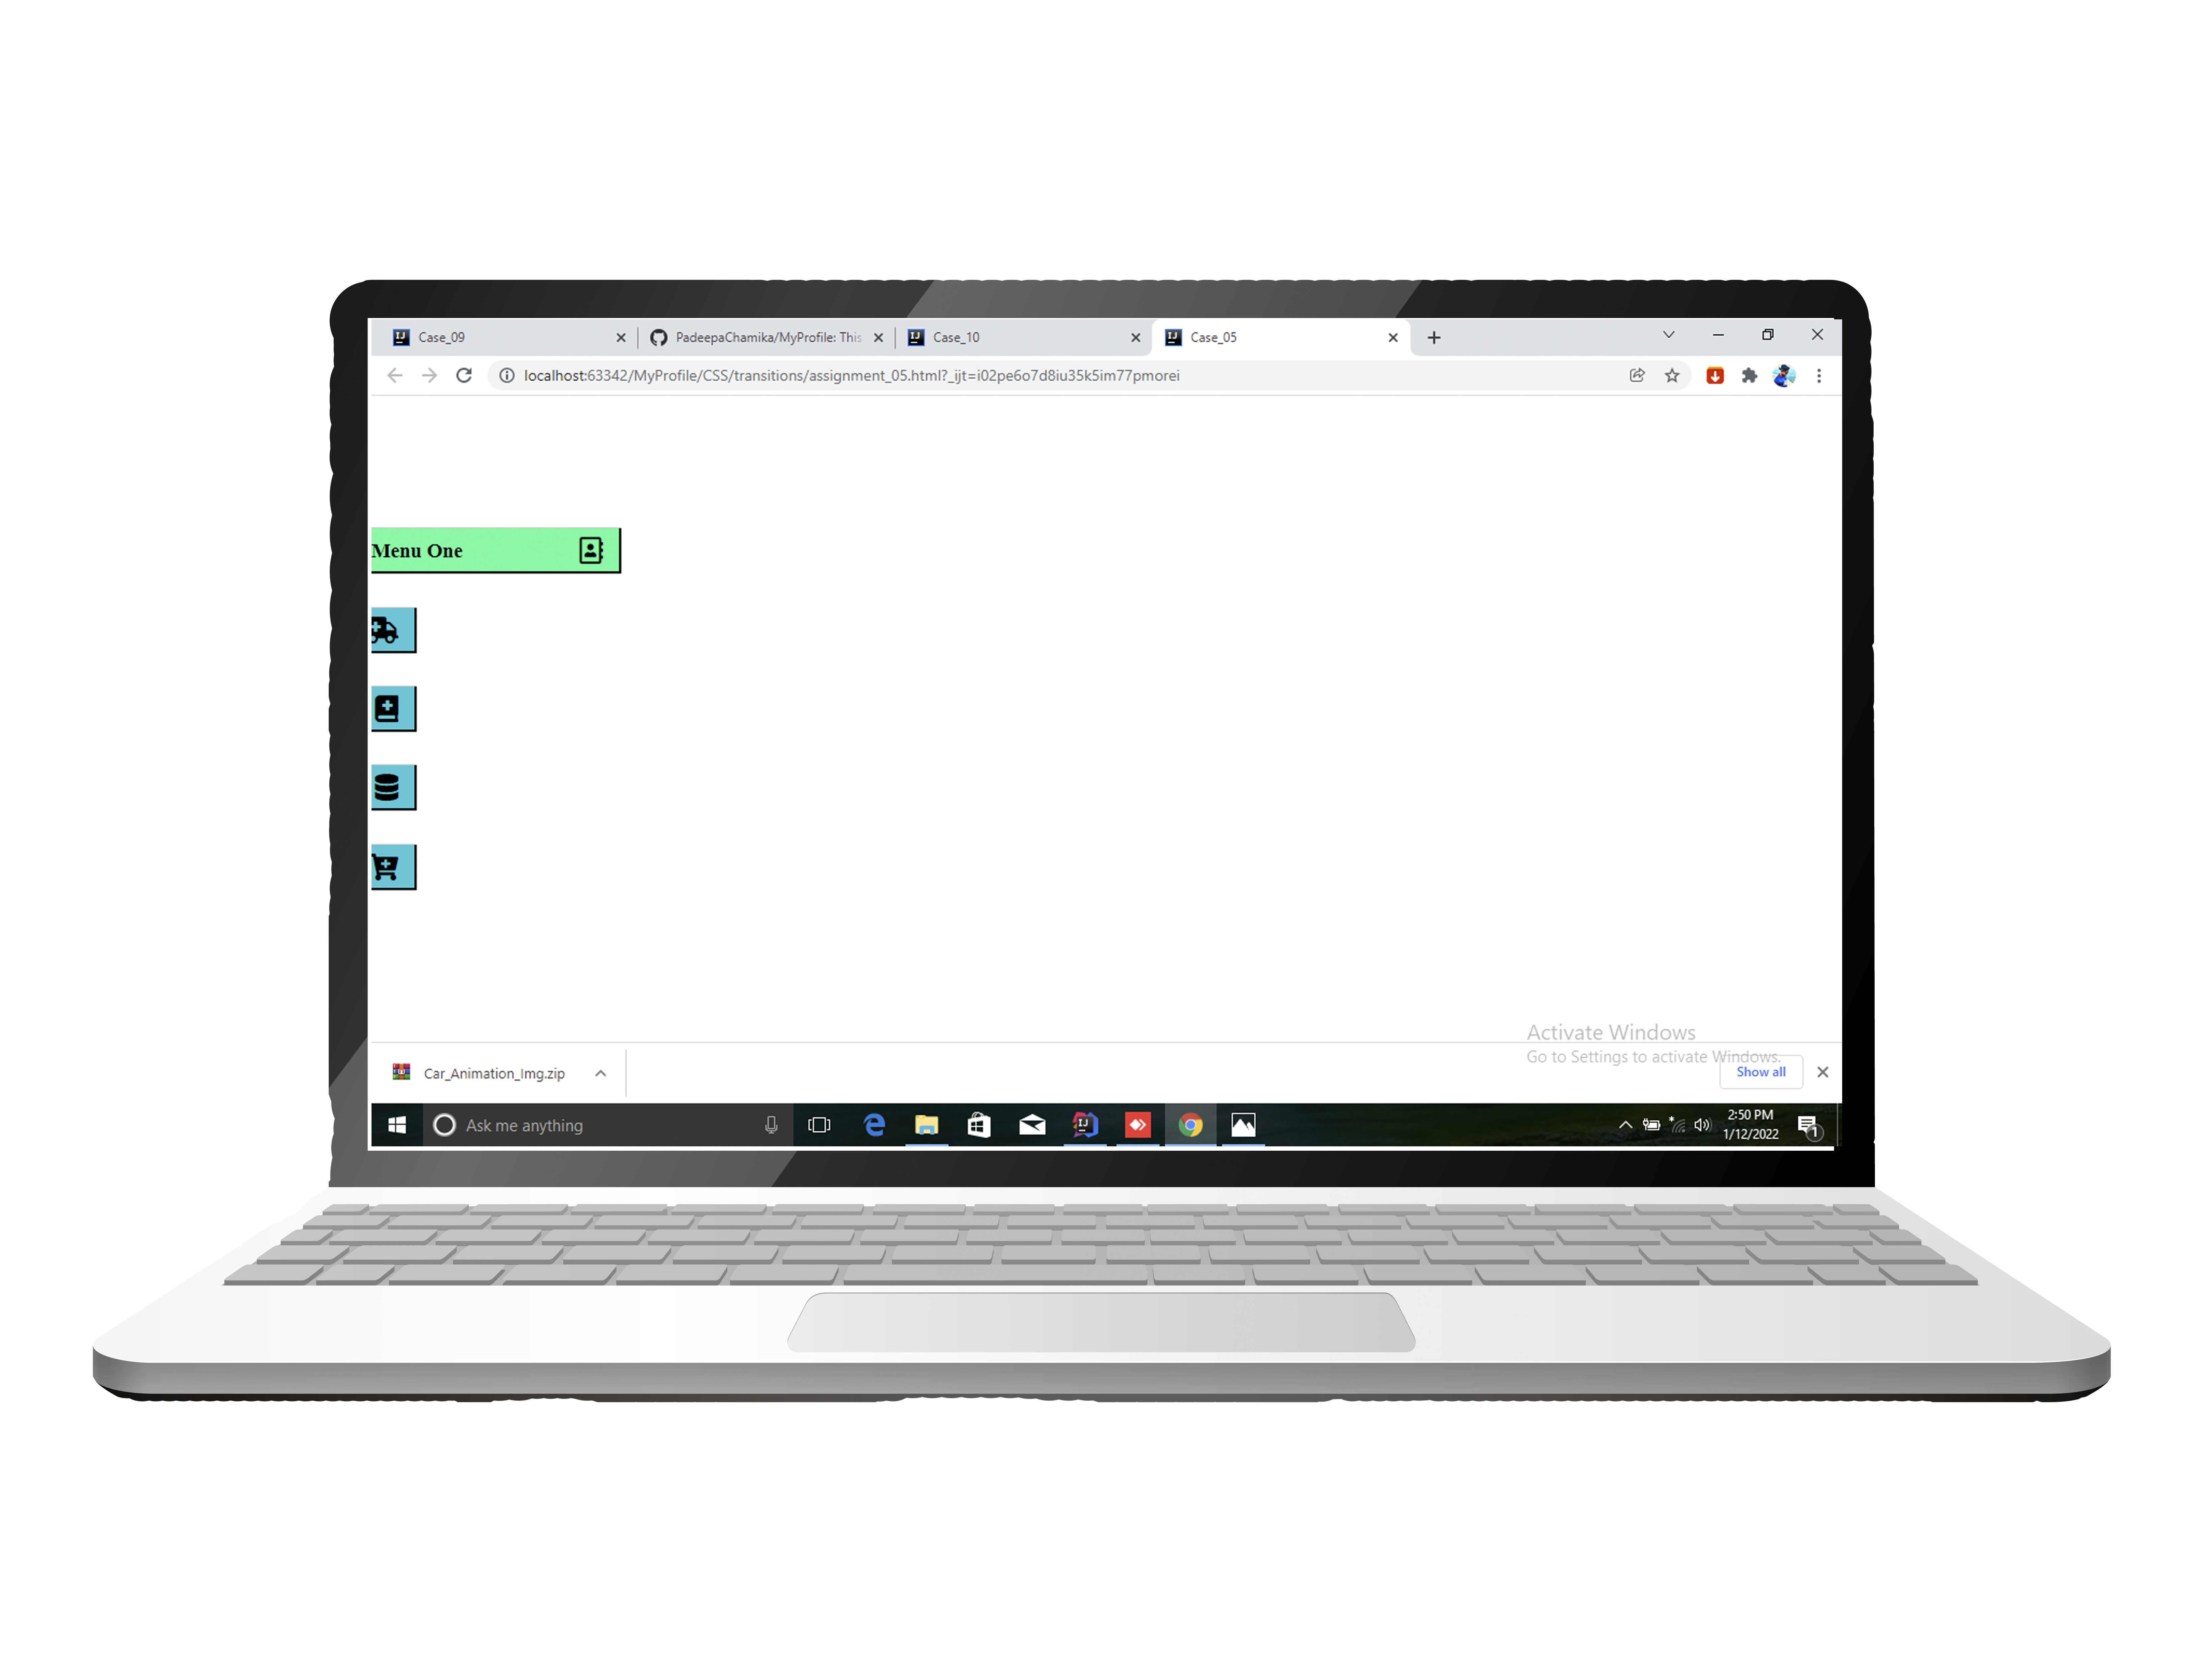 Case_09
PadeepaChamika/MyProfile: This
Case_10
Case_05
localhost:63342/MyProfile/CSS/transitions/assignment_05.html?_ijt=i02pe6o7d8iu35k5im77pmorei
Menu One
Activate Windows
Go to Settings to activate Windows.
Car_Animation_Img.zip
Show all
Ask me anything
2:50 PM
1/12/2022
1